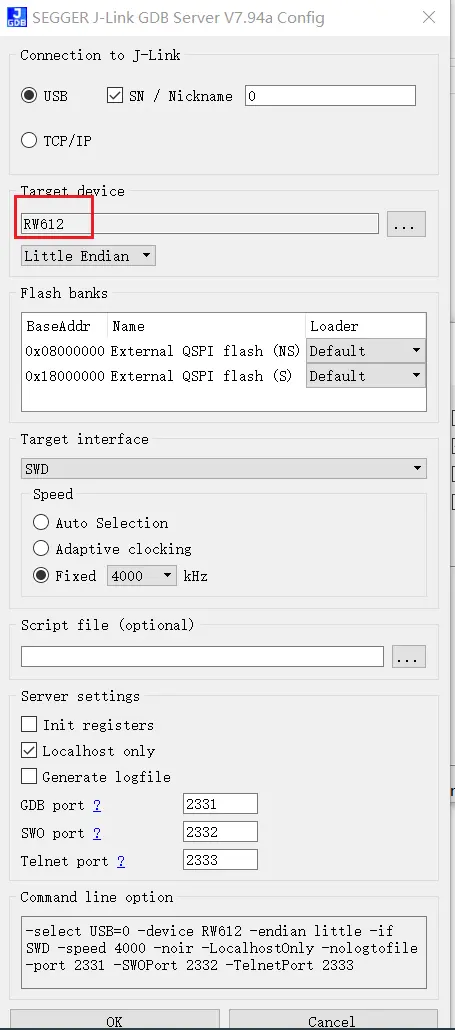 J
GDB
SEGGER J-Link GDB Server V7.94a Config
Connection to J-Link
USB SN / Nickname 0
TCP/IP
Target device
RW612 ...
Little Endian
Flash banks
BaseAddr Name Loader
0x08000000 External QSPI flash (NS) Default
0x18000000 External QSPI flash (S) Default
Target interface
SWD
Speed
Auto Selection
Adaptive clocking
Fixed 4000 kHz
Script file (optional)
...
Server settings
Init registers
Localhost only
Generate logfile
GDB port ? 2331
SWO port ? 2332
Telnet port ? 2333
Command line option
-select USB=0 -device RW612 -endian little -if
SWD -speed 4000 -noir -LocalhostOnly -nologtofile
-port 2331 -SWOPort 2332 -TelnetPort 2333
OK Cancel